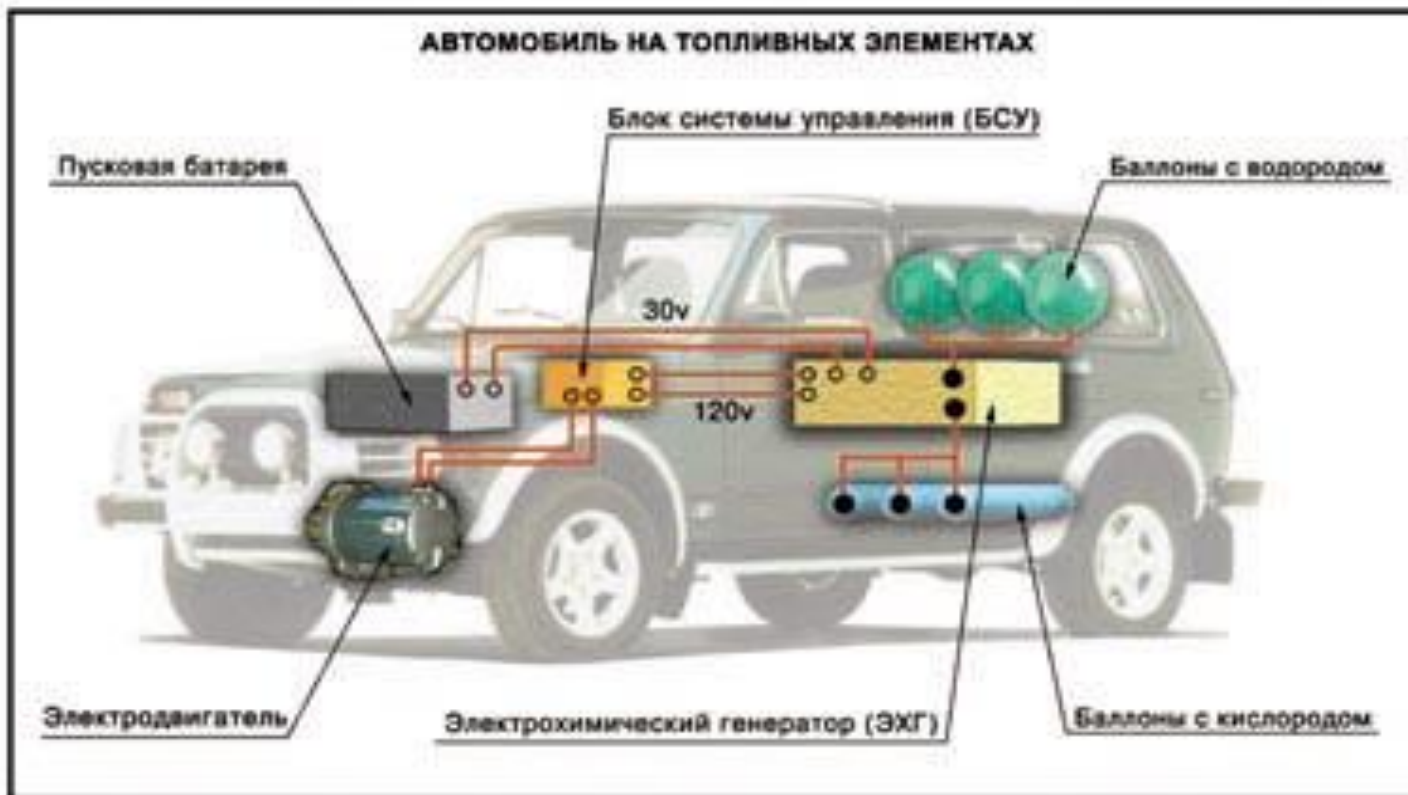 АВТОМОБИЛЬ НА ТОПЛИВНЫХ ЭЛЕМЕНТАХ
Блок системы управления (БСУ)
Пусковая батарея
Баллоны с водородом
30v
120v
Электродвигатель
Электрохимический генератор (ЭХГ)
Баллоны с кислородом